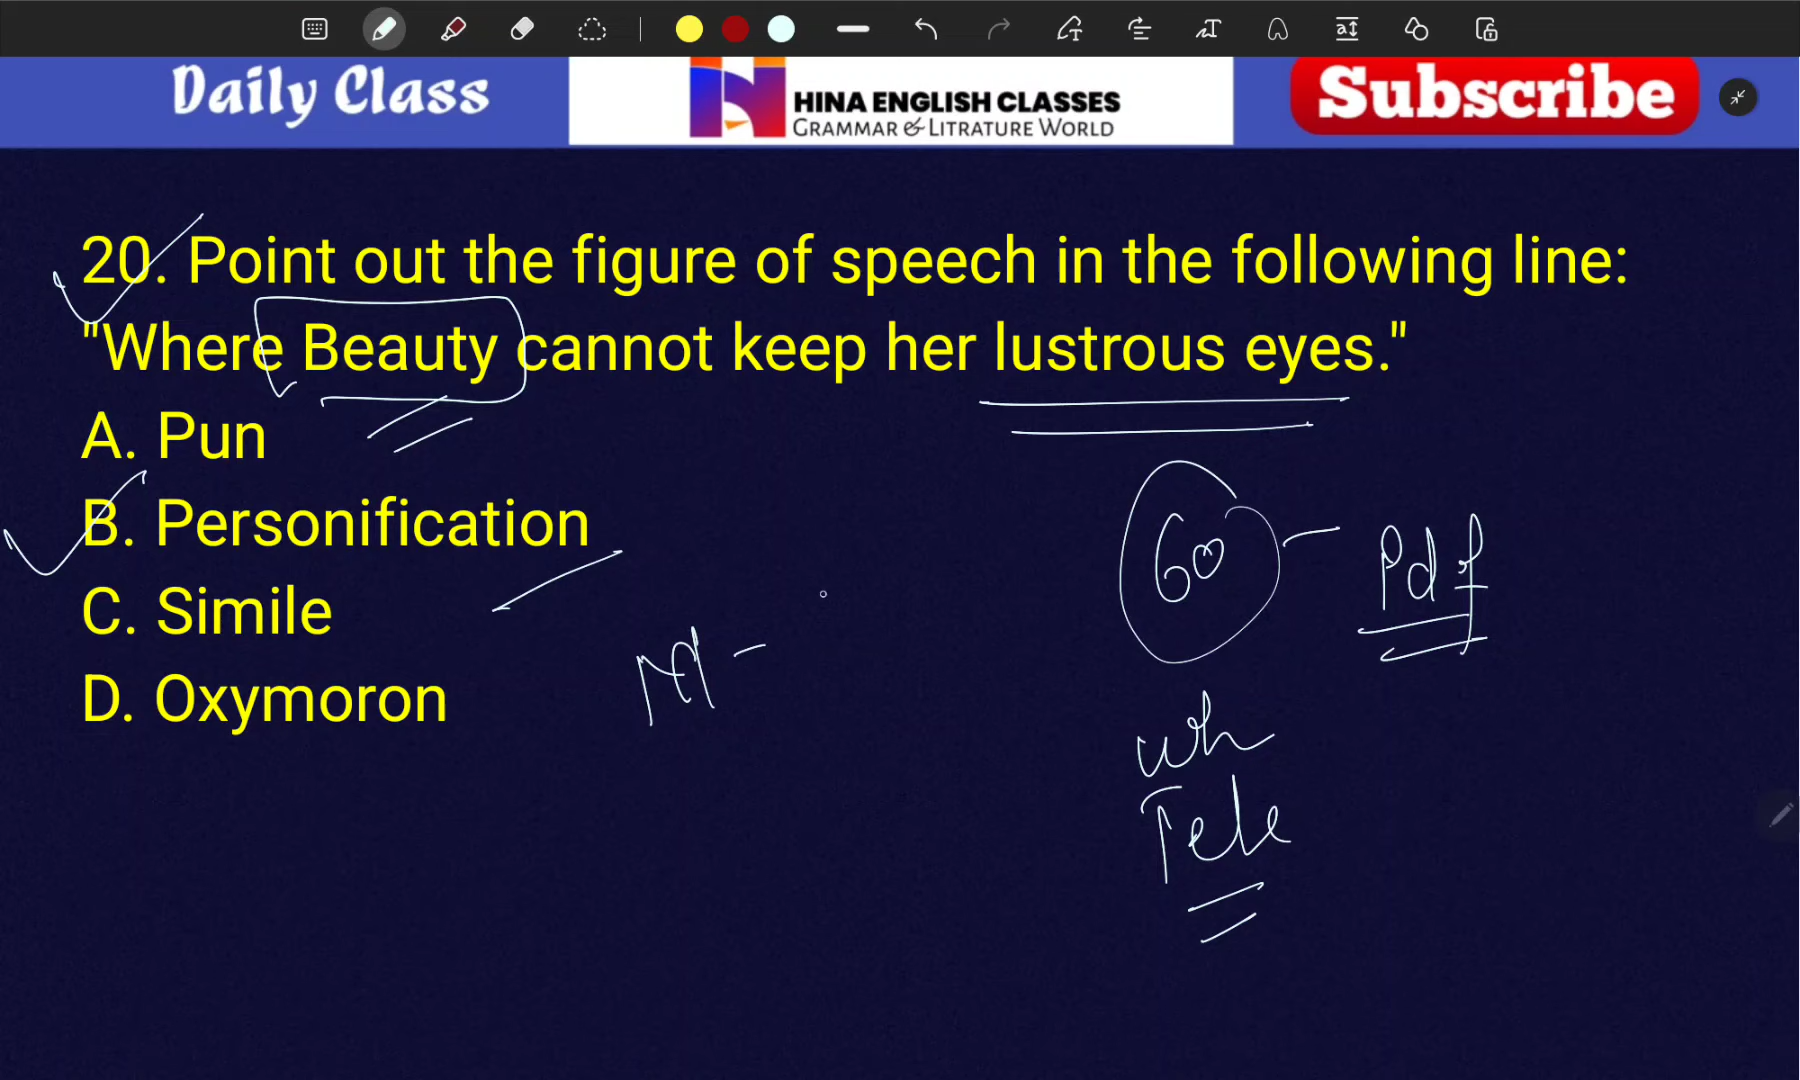 Daily Class
HINA ENGLISH CLASSES
GRAMMAR & LITRATURE WORLD
Subscribe
20. Point out the figure of speech in the following line:
"Where Beauty cannot keep her lustrous eyes."
A. Pun
B. Personification
C. Simile
D. Oxymoron
60 - Pdf
Wh
Tele